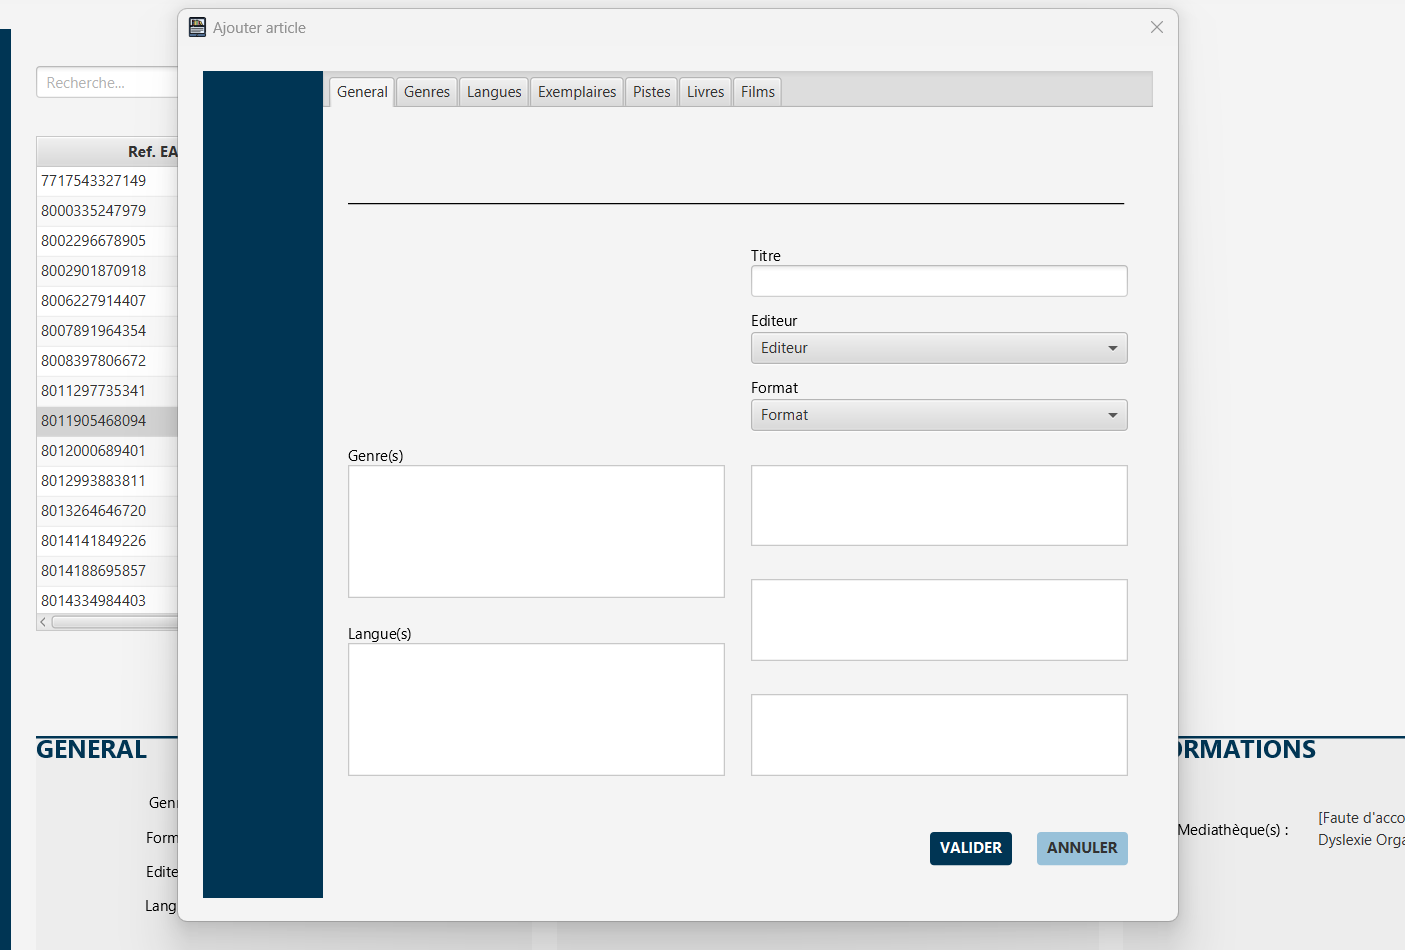 Ajouter article
Recherche...
General Genres Langues Exemplaires Pistes Livres Films
Ref. EA
7717543327149
8000335247979
8002296678905
8002901870918
8006227914407
8007891964354
8008397806672
8011297735341
8011905468094
8012000689401
8012993883811
8013264646720
8014141849226
8014188695857
8014334984403
Titre
Editeur
Editeur
Format
Format
Genre(s)
Langue(s)
VALIDER ANNULER
GENERAL
Genr
Form
Edite
Lang
ORMATIONS
Mediathèque(s) :
[Faute d'acco
Dyslexie Orga